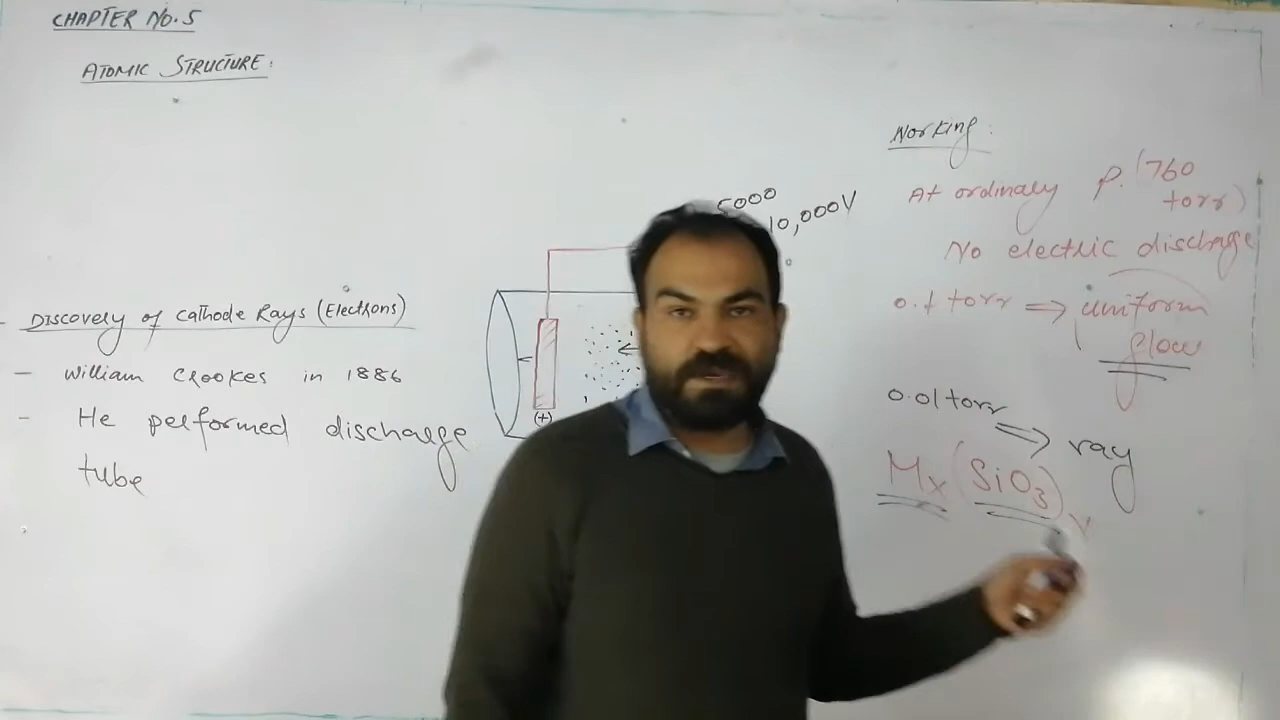 CHAPTER No. 5
ATOMIC STRUCTURE:
Discovery of Cathode Rays (Electrons)
- William Crookes in 1886
- He performed discharge
tube
5000
10,000V
(+)
Working:
At ordinary P. (760
torr)
No electric discharge
0.1 torr ⇒ uniform
glow
0.01 torr ⇒ ray
Mx(SiO3)y